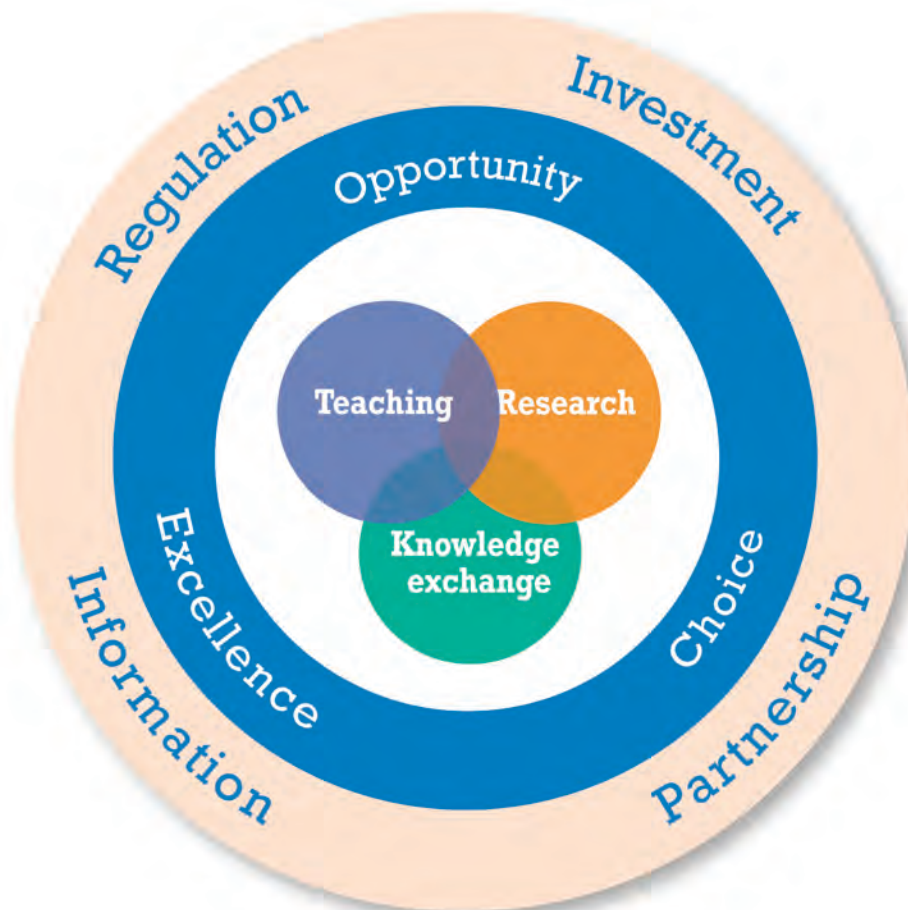 Regulation
Investment
Opportunity
Teaching
Research
Knowledge
exchange
Excellence
Choice
Information
Partnership